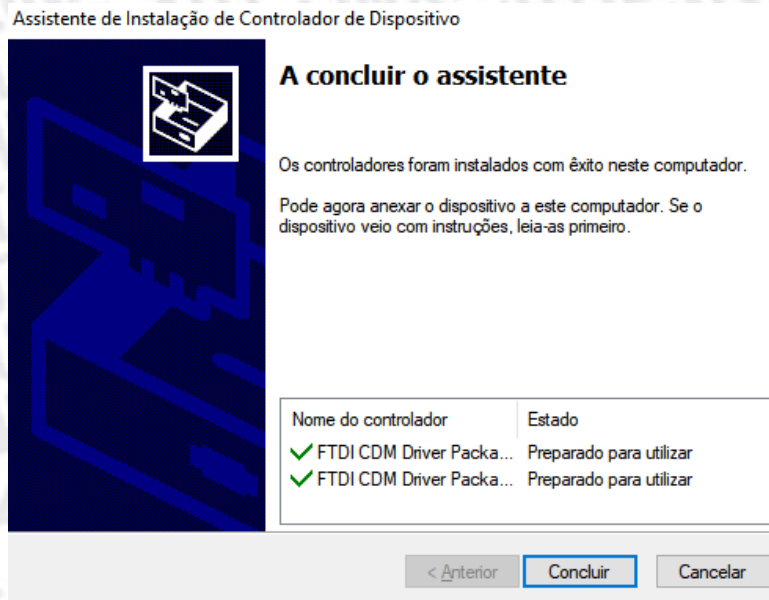 Assistente de Instalação de Controlador de Dispositivo
A concluir o assistente
Os controladores foram instalados com êxito neste computador.
Pode agora anexar o dispositivo a este computador. Se o
dispositivo veio com instruções, leia-as primeiro.
Nome do controlador Estado
FTDI CDM Driver Packa... Preparado para utilizar
FTDI CDM Driver Packa... Preparado para utilizar
< Anterior Concluir Cancelar